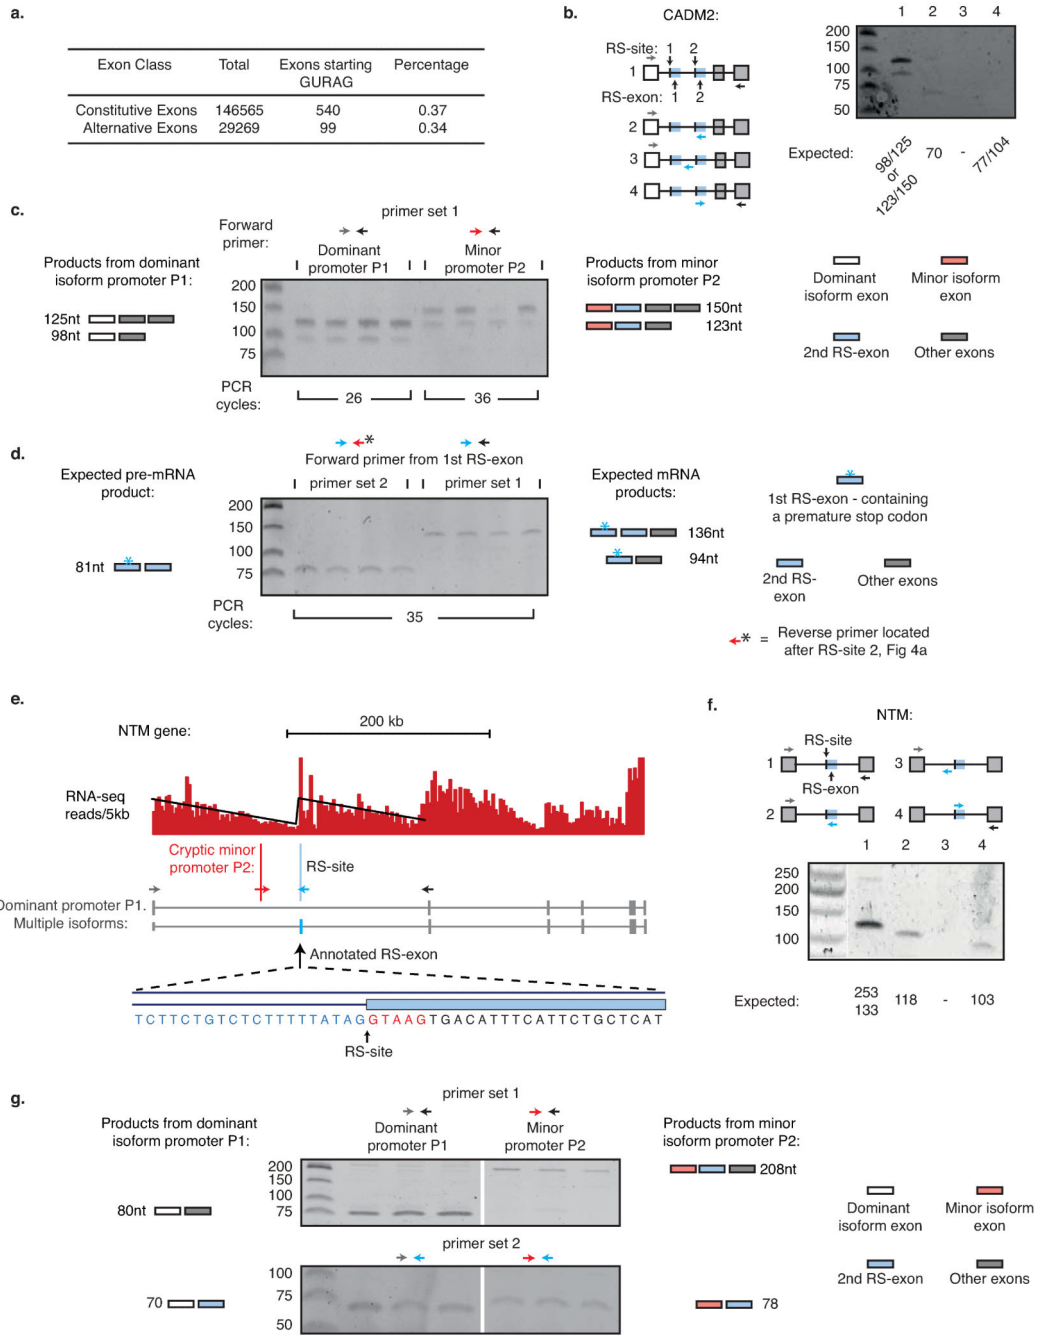 a.
Exon Class Total Exons starting GURAG Percentage
Constitutive Exons 146565 540 0.37
Alternative Exons 29269 99 0.34
b.
CADM2:
RS-site: 1 2
1
RS-exon: 1 2
2
3
4
1 2 3 4
200
150
100
75
50
Expected: 98/125 or 123/150 70 - 77/104
c.
Products from dominant
isoform promoter P1:
125nt
98nt
Forward
primer:
primer set 1
Dominant
promoter P1
Minor
promoter P2
200
150
100
75
PCR
cycles:
26 36
Products from minor
isoform promoter P2
150nt
123nt
Dominant
isoform exon
Minor isoform
exon
2nd RS-exon
Other exons
d.
Expected pre-mRNA
product:
81nt
*
*
Forward primer from 1st RS-exon
primer set 2 primer set 1
200
150
100
75
PCR
cycles:
35
Expected mRNA
products:
*
136nt
*
94nt
*
1st RS-exon - containing
a premature stop codon
2nd RS-
exon
Other exons
* = Reverse primer located
after RS-site 2, Fig 4a
e.
NTM gene:
200 kb
RNA-seq
reads/5kb
Cryptic minor
promoter P2:
RS-site
Dominant promoter P1.
Multiple isoforms:
Annotated RS-exon
TCTTCTGTCTCTTTTTATAGGTAAGTGACATTTCATTCTGCTCAT
RS-site
f.
NTM:
RS-site
1
RS-exon
2
3
4
1 2 3 4
250
200
150
100
Expected: 253 133 118 - 103
g.
Products from dominant
isoform promoter P1:
80nt
70
primer set 1
Dominant
promoter P1
Minor
promoter P2
200
150
100
75
primer set 2
100
75
50
Products from minor
isoform promoter P2:
208nt
78
Dominant
isoform exon
Minor isoform
exon
2nd RS-exon
Other exons